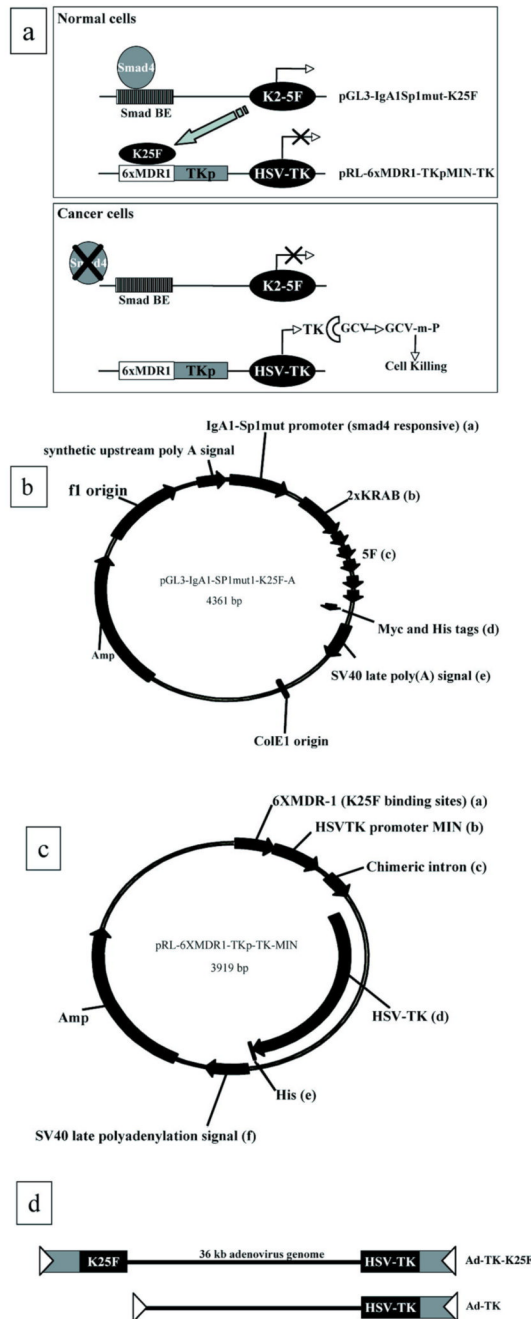 a
Normal cells
Smad4
K2-5F
pGL3-IgA1Sp1mut-K25F
Smad BE
K25F
6xMDR1
TKp
HSV-TK
pRL-6xMDR1-TKpMIN-TK
Cancer cells
Smad4
K2-5F
Smad BE
TK
GCV
GCV-m-P
6xMDR1
TKp
HSV-TK
Cell Killing
b
IgA1-Sp1mut promoter (smad4 responsive) (a)
synthetic upstream poly A signal
f1 origin
2xKRAB (b)
5F (c)
pGL3-IgA1-SP1mut1-K25F-A
4361 bp
Myc and His tags (d)
Amp
SV40 late poly(A) signal (e)
ColE1 origin
c
6XMDR-1 (K25F binding sites) (a)
HSVTK promoter MIN (b)
Chimeric intron (c)
pRL-6XMDR1-TKp-TK-MIN
3919 bp
Amp
HSV-TK (d)
His (e)
SV40 late polyadenylation signal (f)
d
K25F
36 kb adenovirus genome
HSV-TK
Ad-TK-K25F
HSV-TK
Ad-TK